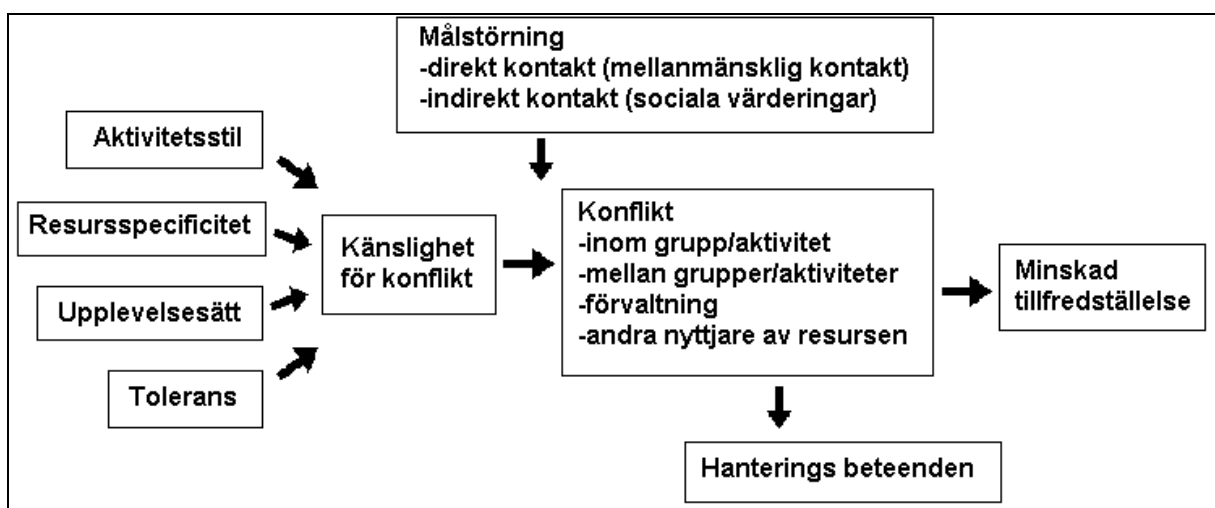 Målstörning
-direkt kontakt (mellanmänsklig kontakt)
-indirekt kontakt (sociala värderingar)
Aktivitetsstil
Resursspecificitet
Upplevelsesätt
Tolerans
Känslighet
för konflikt
Konflikt
-inom grupp/aktivitet
-mellan grupper/aktiviteter
-förvaltning
-andra nyttjare av resursen
Minskad
tillfredställelse
Hanterings beteenden